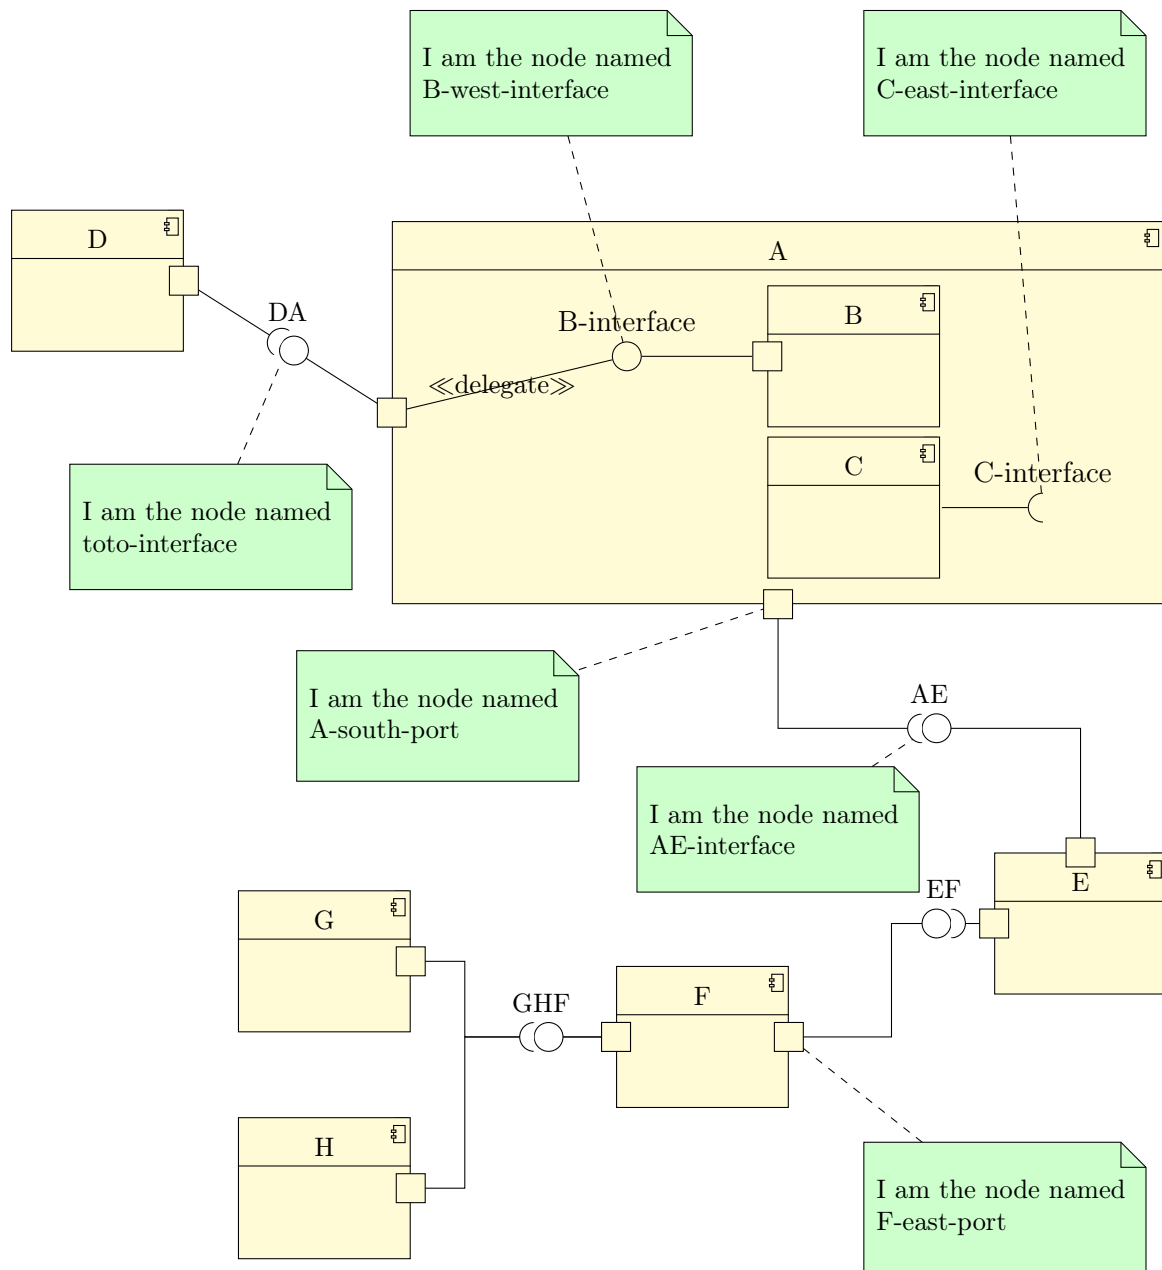 I am the node named
B-west-interface
I am the node named
C-east-interface
D
A
DA
B-interface
B
≪delegate≫
C
C-interface
I am the node named
toto-interface
I am the node named
A-south-port
AE
I am the node named
AE-interface
E
EF
G
F
GHF
H
I am the node named
F-east-port